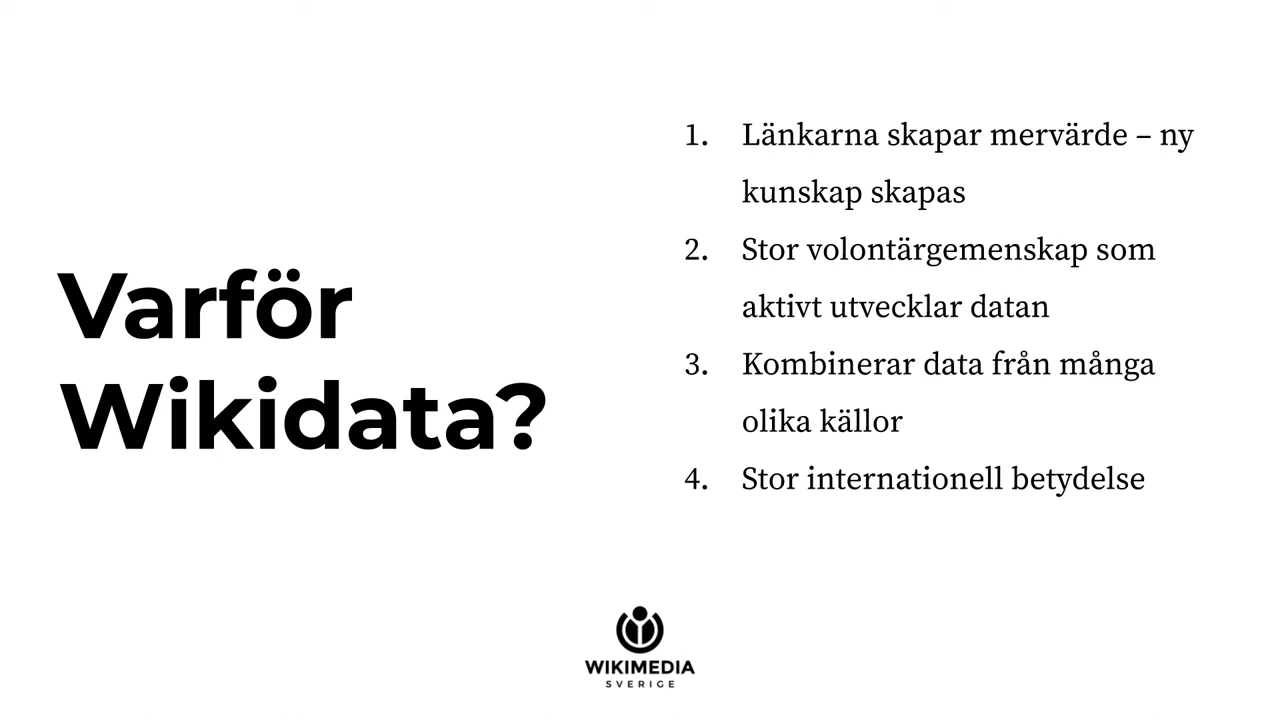 Varför
Wikidata?
1. Länkarna skapar mervärde – ny
kunskap skapas
2. Stor volontärgemenskap som
aktivt utvecklar datan
3. Kombinerar data från många
olika källor
4. Stor internationell betydelse
WIKIMEDIA
SVERIGE